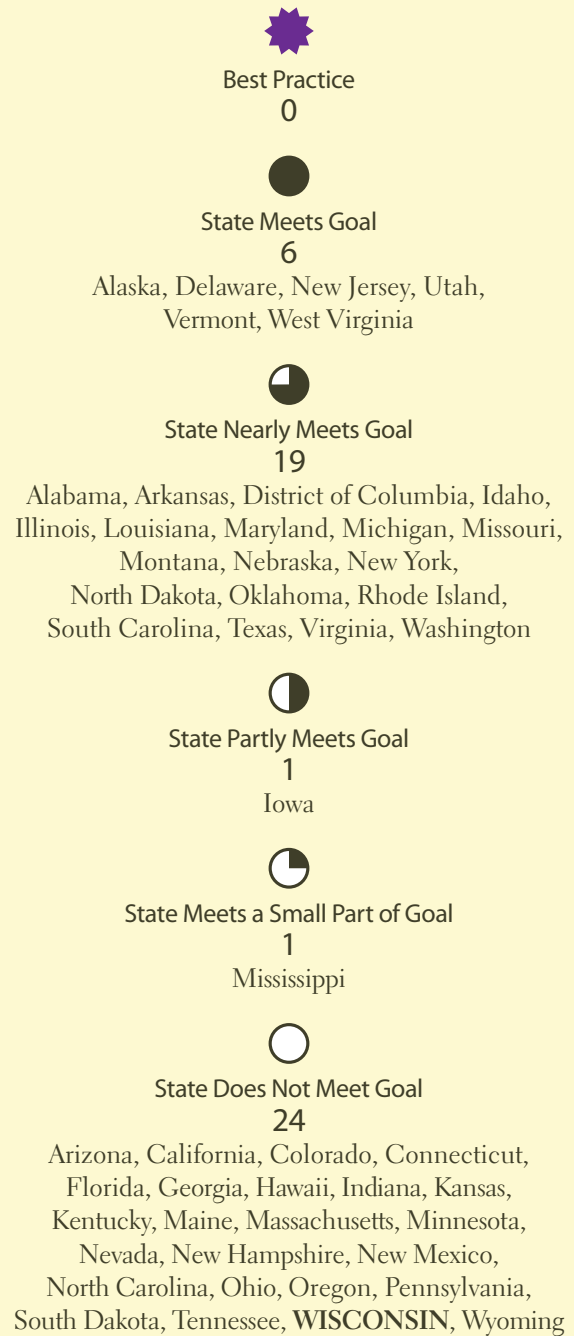 Best Practice
0
State Meets Goal
6
Alaska, Delaware, New Jersey, Utah,
Vermont, West Virginia
State Nearly Meets Goal
19
Alabama, Arkansas, District of Columbia, Idaho,
Illinois, Louisiana, Maryland, Michigan, Missouri,
Montana, Nebraska, New York,
North Dakota, Oklahoma, Rhode Island,
South Carolina, Texas, Virginia, Washington
State Partly Meets Goal
1
Iowa
State Meets a Small Part of Goal
1
Mississippi
State Does Not Meet Goal
24
Arizona, California, Colorado, Connecticut,
Florida, Georgia, Hawaii, Indiana, Kansas,
Kentucky, Maine, Massachusetts, Minnesota,
Nevada, New Hampshire, New Mexico,
North Carolina, Ohio, Oregon, Pennsylvania,
South Dakota, Tennessee, WISCONSIN, Wyoming